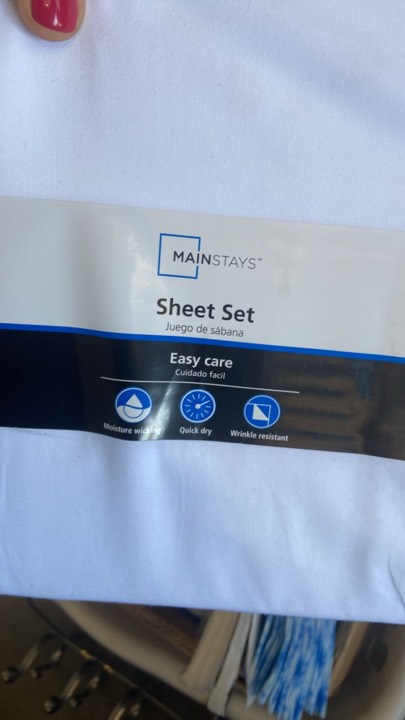 MAINSTAYS™
Sheet Set
Juego de sábana
Easy care
Cuidado facil
Moisture wicking
Quick dry
Wrinkle resistant